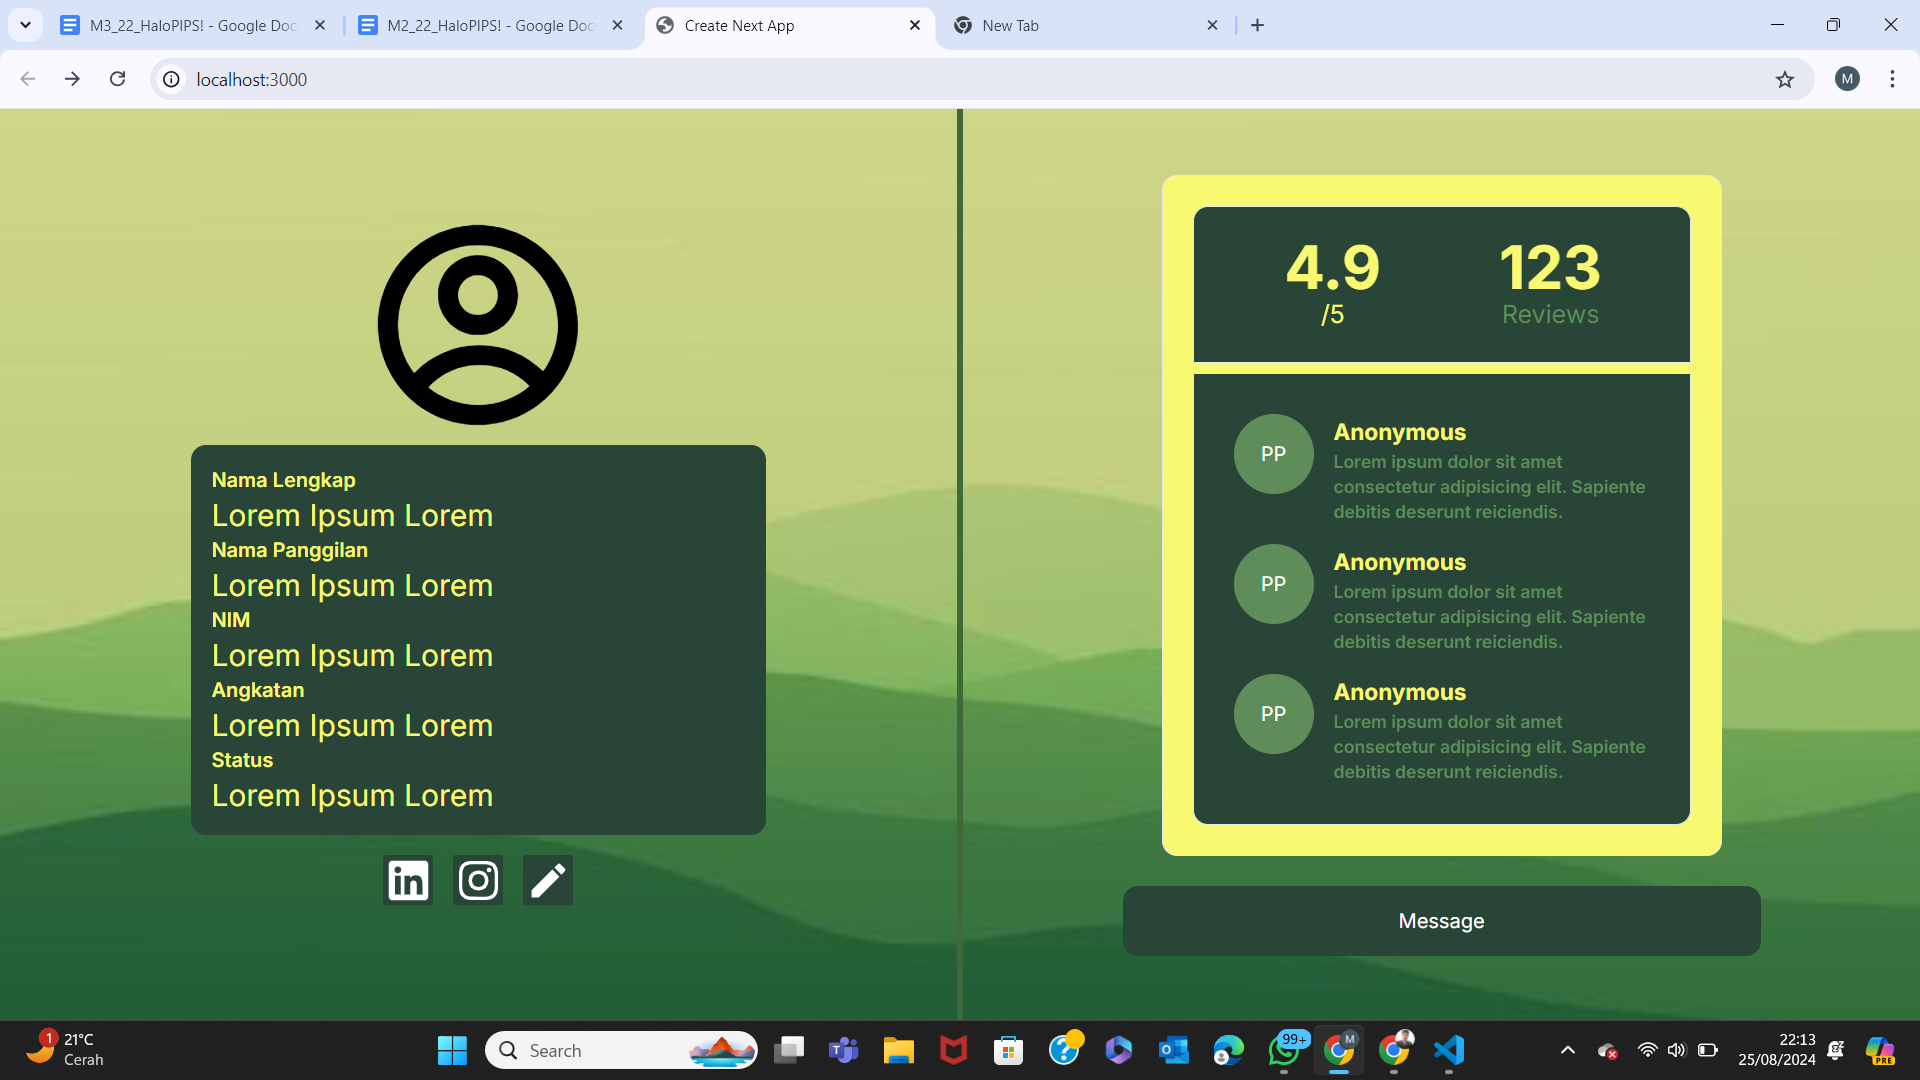 M3_22_HaloPIPS! - Google Doc
M2_22_HaloPIPS! - Google Doc
Create Next App
New Tab
localhost:3000
M
4.9
/5
123
Reviews
PP
Anonymous
Lorem ipsum dolor sit amet
consectetur adipisicing elit. Sapiente
debitis deserunt reiciendis.
PP
Anonymous
Lorem ipsum dolor sit amet
consectetur adipisicing elit. Sapiente
debitis deserunt reiciendis.
PP
Anonymous
Lorem ipsum dolor sit amet
consectetur adipisicing elit. Sapiente
debitis deserunt reiciendis.
Nama Lengkap
Lorem Ipsum Lorem
Nama Panggilan
Lorem Ipsum Lorem
NIM
Lorem Ipsum Lorem
Angkatan
Lorem Ipsum Lorem
Status
Lorem Ipsum Lorem
in
Message
1
21°C
Cerah
Search
99+
M
22:13
25/08/2024
PRE